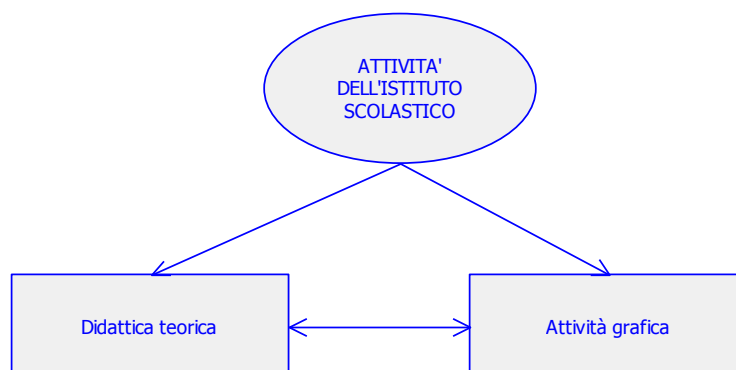 ATTIVITA'
DELL'ISTITUTO
SCOLASTICO
Didattica teorica
Attività grafica